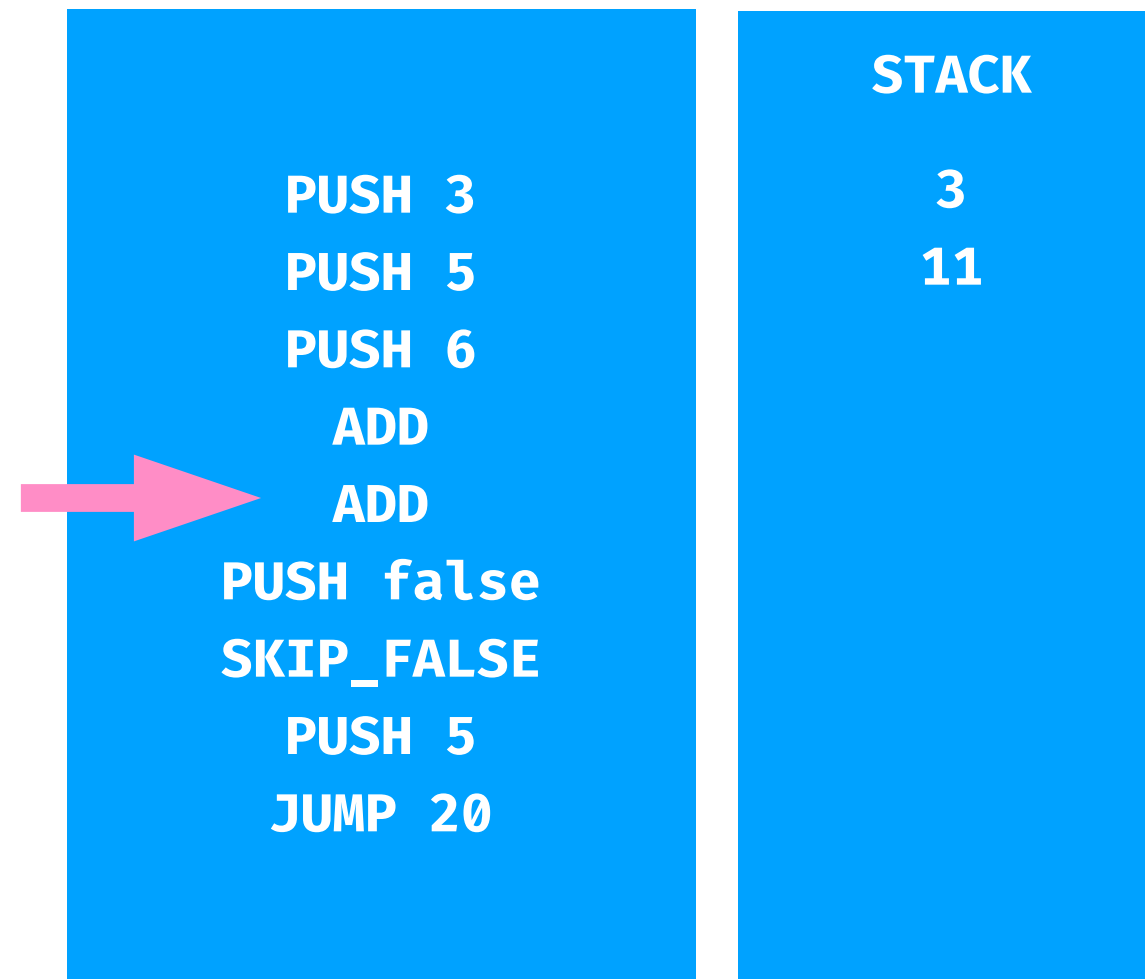 PUSH 3
PUSH 5
PUSH 6
ADD
ADD
PUSH false
SKIP_FALSE
PUSH 5
JUMP 20
STACK
3
11